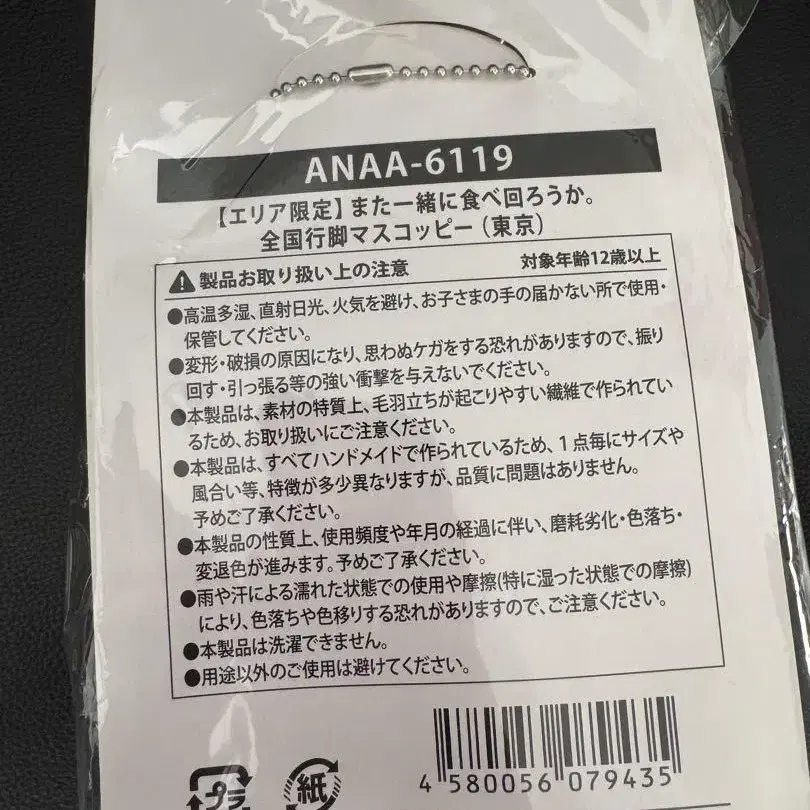 ANAA-6119
【エリア限定】また一緒に食べ回ろうか。
全国行脚マスコッピー（東京）
製品お取り扱い上の注意 対象年齢12歳以上
●高温多湿、直射日光、火気を避け、お子さまの手の届かない所で使用・
保管してください。
●変形・破損の原因になり、思わぬケガをする恐れがありますので、振り
回す・引っ張る等の強い衝撃を与えないでください。
●本製品は、素材の特質上、毛羽立ちが起こりやすい繊維で作られてい
るため、お取り扱いにご注意ください。
●本製品は、すべてハンドメイドで作られているため、1点毎にサイズや
風合い等、特徴が多少異なりますが、品質に問題はありません。
予めご了承ください。
●本製品の性質上、使用頻度や年月の経過に伴い、磨耗劣化・色落ち・
変退色が進みます。予めご了承ください。
●雨や汗による濡れた状態での使用や摩擦(特に湿った状態での摩擦)
により、色落ちや色移りする恐れがありますので、ご注意ください。
●本製品は洗濯できません。
●用途以外のご使用は避けてください。
プラ 紙
4 580056 079435